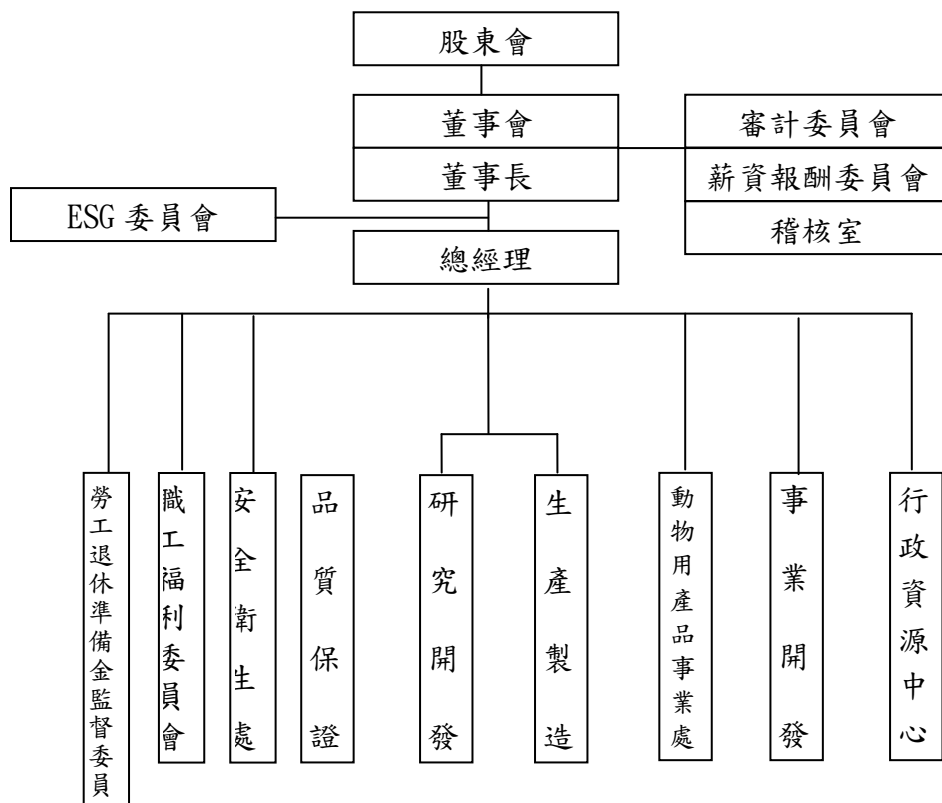 股東會
董事會
董事長
審計委員會
薪資報酬委員會
稽核室
ESG 委員會
總經理
勞工退休準備金監督委員
職工福利委員會
安全衛生處
品質保證
研究開發
生產製造
動物用產品事業處
事業開發
行政資源中心